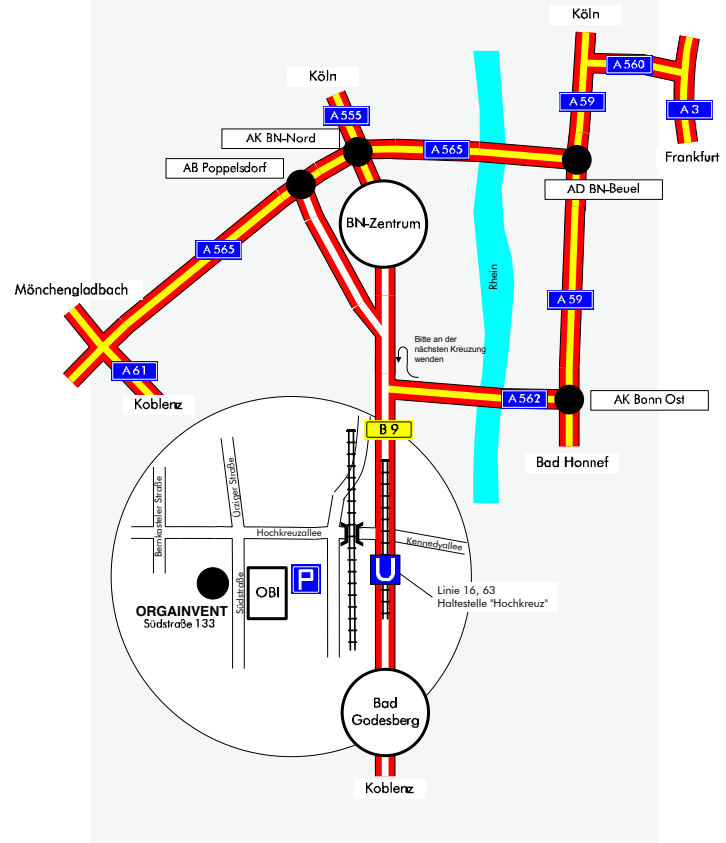 Köln
A 560
Köln
A 59
A 3
A 555
AK BN-Nord
A 565
Frankfurt
AB Poppelsdorf
AD BN-Beuel
BN-Zentrum
A 565
Rhein
Mönchengladbach
A 59
Bitte an der
nächsten Kreuzung
wenden
A 61
Koblenz
A 562
AK Bonn Ost
B 9
Bad Honnef
Bernkasteler Straße
Ürziger Straße
Hochkreuzallee
Kennedyallee
P
U
Südstraße
OBI
Linie 16, 63
Haltestelle "Hochkreuz"
ORGAINVENT
Südstraße 133
Bad
Godesberg
Koblenz